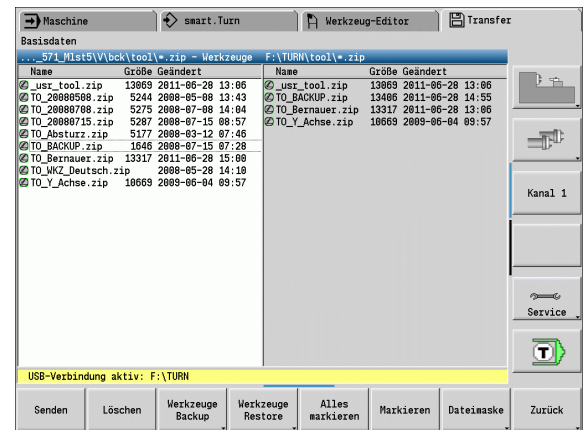 Maschine smart.Turn Werkzeug-Editor Transfer
Basisdaten
..._571_Mlst5\V\bck\tool\*.zip - Werkzeuge F:\TURN\tool\*.zip
Name Größe Geändert Name Größe Geändert
_usr_tool.zip 13069 2011-06-28 13:06 _usr_tool.zip 13069 2011-06-28 13:06
TO_20080508.zip 5244 2008-05-08 13:43 TO_BACKUP.zip 13406 2011-06-28 14:55
TO_20080708.zip 5275 2008-07-08 14:04 TO_Bernauer.zip 13317 2011-06-28 13:06
TO_20080715.zip 5287 2008-07-15 08:57 TO_Y_Achse.zip 10669 2009-06-04 09:57
TO_Absturz.zip 5177 2008-03-12 07:46
TO_BACKUP.zip 1646 2008-07-15 07:28
TO_Bernauer.zip 13317 2011-06-28 15:00
TO_WKZ_Deutsch.zip 2008-05-28 14:10
TO_Y_Achse.zip 10669 2009-06-04 09:57
Kanal 1
Service
T
USB-Verbindung aktiv: F:\TURN
Senden Löschen Werkzeuge Backup Werkzeuge Restore Alles markieren Markieren Dateimaske Zurück